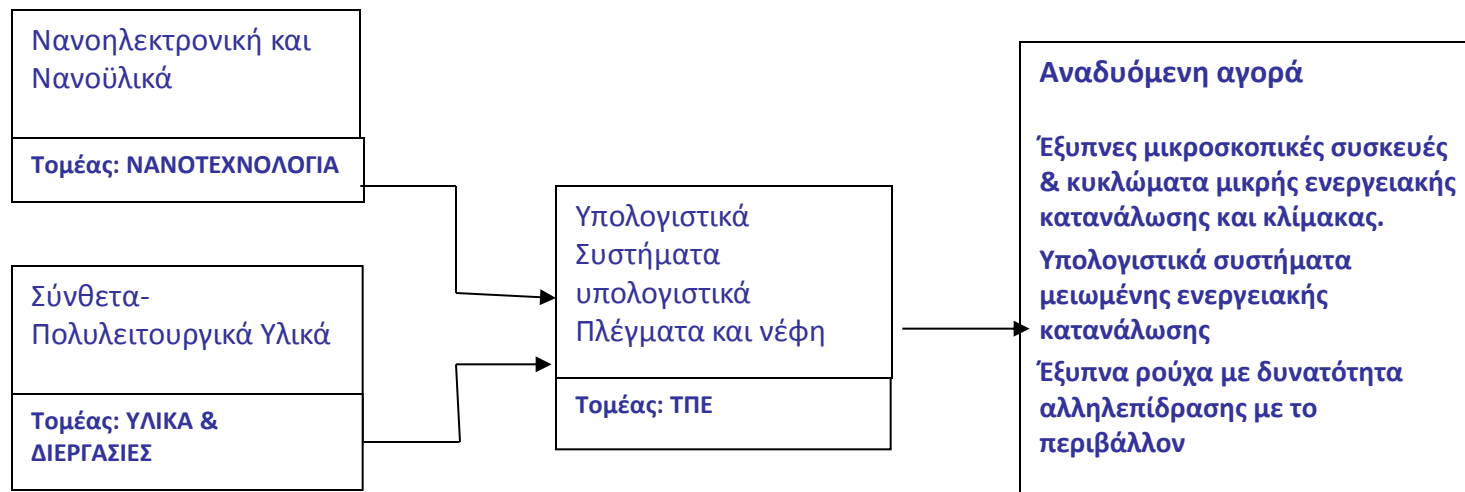 Νανοηλεκτρονική και
Νανοϋλικά
Τομέας: ΝΑΝΟΤΕΧΝΟΛΟΓΙΑ
Σύνθετα-
Πολυλειτουργικά Υλικά
Τομέας: ΥΛΙΚΑ &
ΔΙΕΡΓΑΣΙΕΣ
Υπολογιστικά
Συστήματα
υπολογιστικά
Πλέγματα και νέφη
Τομέας: ΤΠΕ
Αναδυόμενη αγορά
Έξυπνες μικροσκοπικές συσκευές
& κυκλώματα μικρής ενεργειακής
κατανάλωσης και κλίμακας.
Υπολογιστικά συστήματα
μειωμένης ενεργειακής
κατανάλωσης
Έξυπνα ρούχα με δυνατότητα
αλληλεπίδρασης με το
περιβάλλον